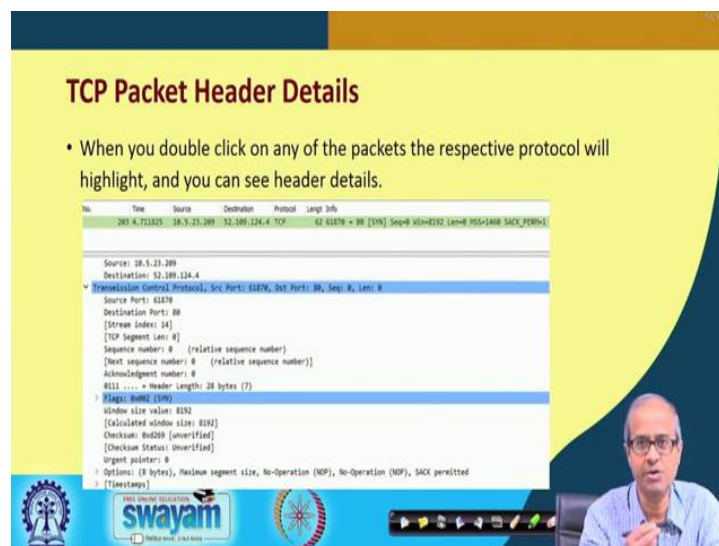 TCP Packet Header Details
• When you double click on any of the packets the respective protocol will
highlight, and you can see header details.
No. Time Source Destination Protocol Lengt Info
203 4.711825 10.5.23.209 52.109.124.4 TCP 62 61870 → 80 [SYN] Seq=0 Win=8192 Len=0 MSS=1460 SACK_PERM=1
Source: 10.5.23.209
Destination: 52.109.124.4
Transmission Control Protocol, Src Port: 61870, Dst Port: 80, Seq: 0, Len: 0
Source Port: 61870
Destination Port: 80
[Stream index: 14]
[TCP Segment Len: 0]
Sequence number: 0 (relative sequence number)
[Next sequence number: 0 (relative sequence number)]
Acknowledgment number: 0
0111 .... = Header Length: 28 bytes (7)
Flags: 0x002 (SYN)
Window size value: 8192
[Calculated window size: 8192]
Checksum: 0xd269 [unverified]
[Checksum Status: Unverified]
Urgent pointer: 0
Options: (8 bytes), Maximum segment size, No-Operation (NOP), No-Operation (NOP), SACK permitted
[Timestamps]
FREE ONLINE EDUCATION
swayam